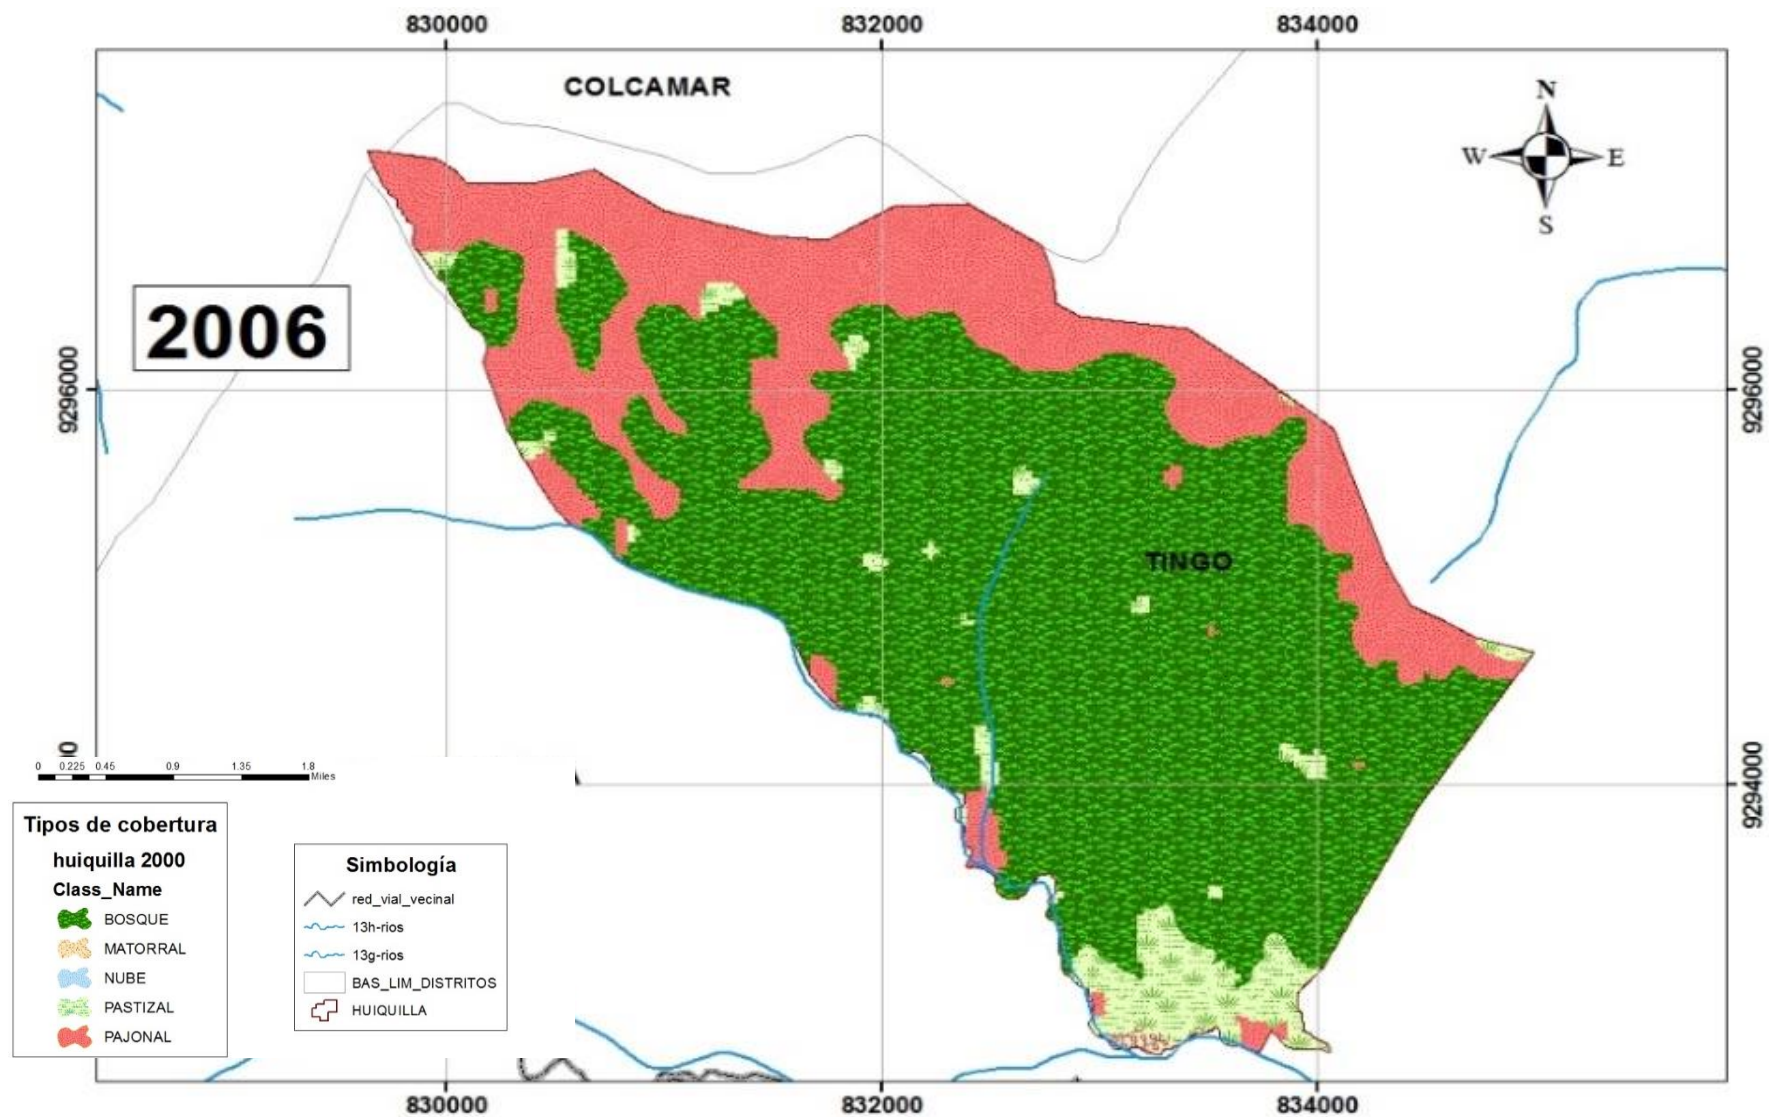 830000
832000
834000
COLCAMAR
N
W
E
S
2006
9296000
9296000
TINGO
00
9294000
0 0.225 0.45 0.9 1.35 1.8
Miles
Tipos de cobertura
huiquilla 2000
Class_Name
BOSQUE
MATORRAL
NUBE
PASTIZAL
PAJONAL
Simbología
red_vial_vecinal
13h-rios
13g-rios
BAS_LIM_DISTRITOS
HUIQUILLA
830000
832000
834000